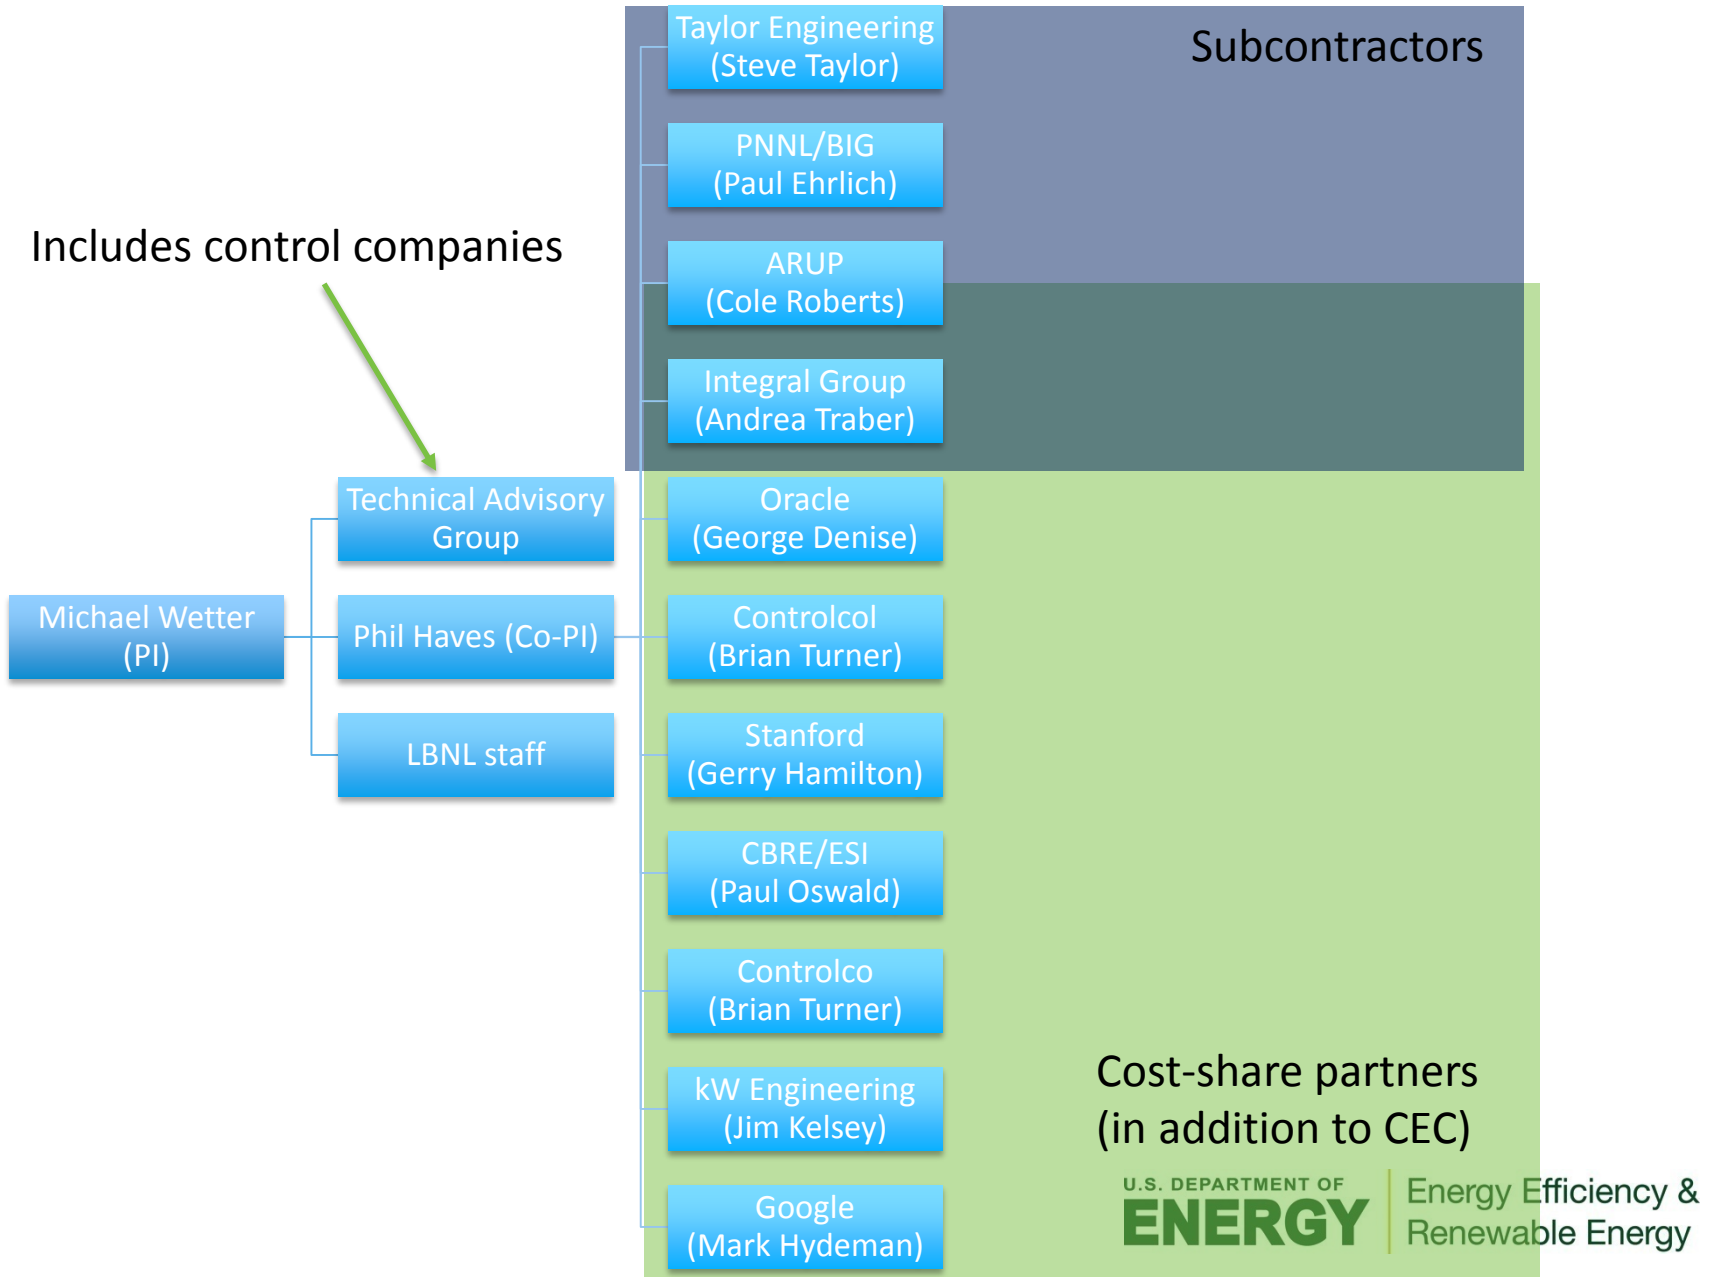 Taylor Engineering
(Steve Taylor)
Subcontractors
PNNL/BIG
(Paul Ehrlich)
Includes control companies
ARUP
(Cole Roberts)
Integral Group
(Andrea Traber)
Technical Advisory
Group
Oracle
(George Denise)
Michael Wetter
(PI)
Phil Haves (Co-PI)
Controlcol
(Brian Turner)
LBNL staff
Stanford
(Gerry Hamilton)
CBRE/ESI
(Paul Oswald)
Controlco
(Brian Turner)
kW Engineering
(Jim Kelsey)
Cost-share partners
(in addition to CEC)
Google
(Mark Hydeman)
U.S. DEPARTMENT OF
ENERGY
Energy Efficiency &
Renewable Energy